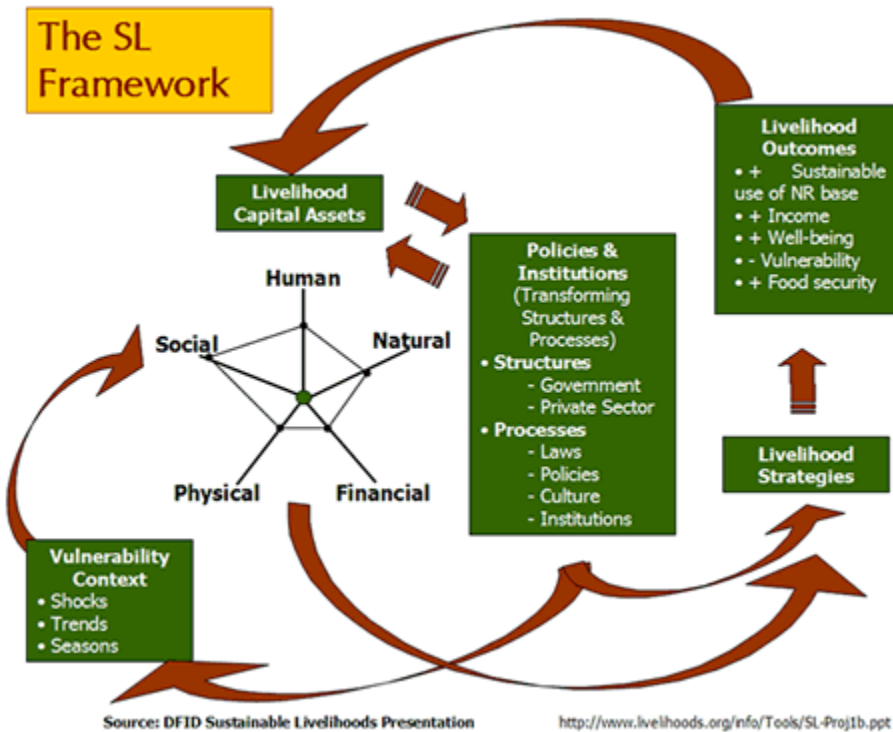 The SL
Framework
Livelihood
Outcomes
• + Sustainable
use of NR base
• + Income
• + Well-being
• - Vulnerability
• + Food security
Livelihood
Capital Assets
Policies &
Institutions
(Transforming
Structures &
Processes)
• Structures
- Government
- Private Sector
• Processes
- Laws
- Policies
- Culture
- Institutions
Human
Social
Natural
Physical
Financial
Livelihood
Strategies
Vulnerability
Context
• Shocks
• Trends
• Seasons
Source: DFID Sustainable Livelihoods Presentation
http://www.livelihoods.org/info/Tools/SL-Proj1b.ppt